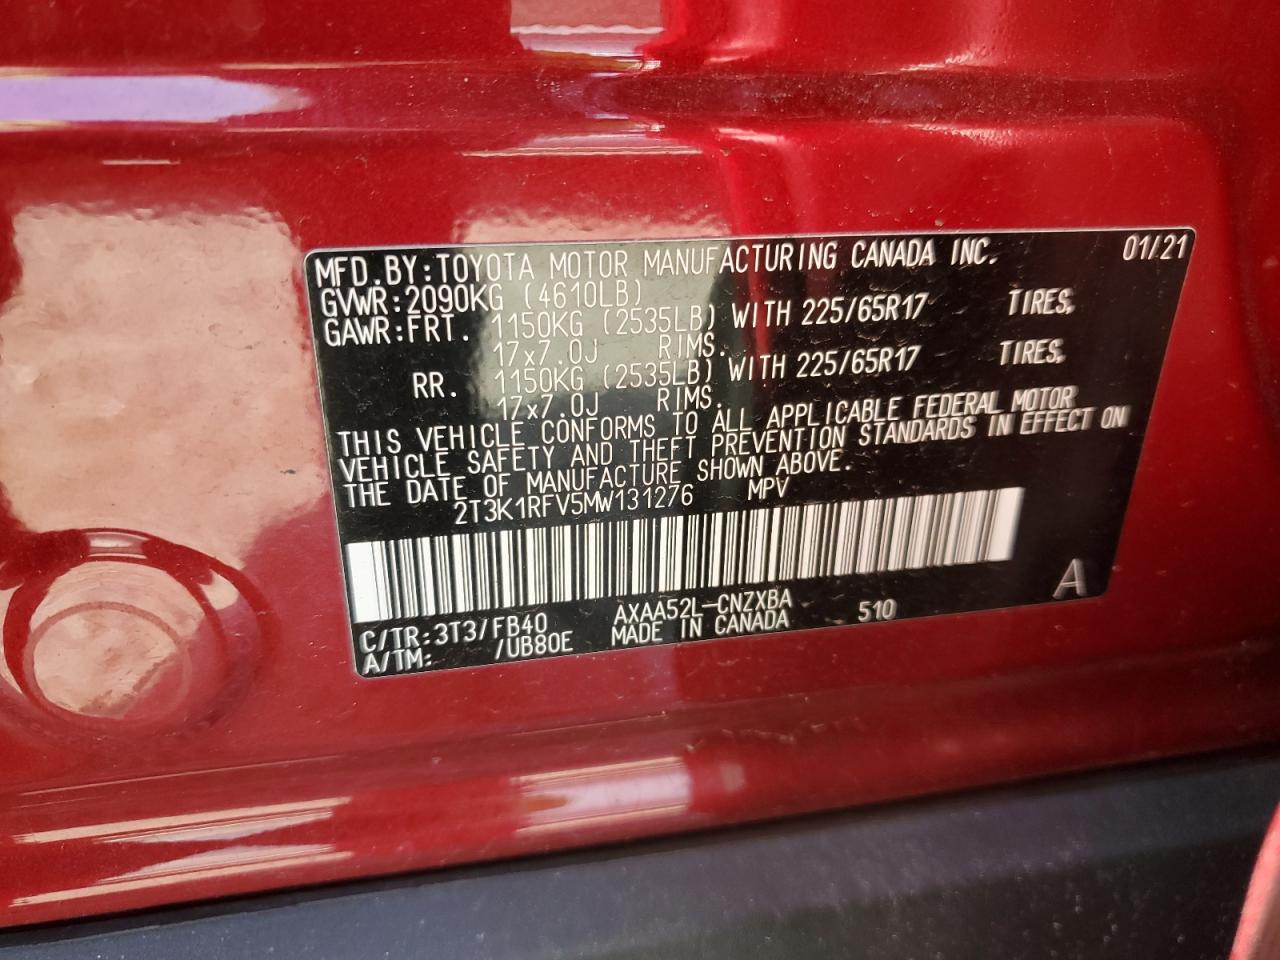 MFD.BY:TOYOTA MOTOR MANUFACTURING CANADA INC. 01/21
GVWR:2090KG (4610LB)
GAWR:FRT. 1150KG (2535LB) WITH 225/65R17 TIRES,
17x7.0J RIMS.
RR. 1150KG (2535LB) WITH 225/65R17 TIRES,
17x7.0J RIMS.
THIS VEHICLE CONFORMS TO ALL APPLICABLE FEDERAL MOTOR
VEHICLE SAFETY AND THEFT PREVENTION STANDARDS IN EFFECT ON
THE DATE OF MANUFACTURE SHOWN ABOVE.
2T3K1RFV5MW131276 MPV
A
C/TR:3T3/FB40 AXAA52L-CNZXBA 510
A/TM: /UB80E MADE IN CANADA